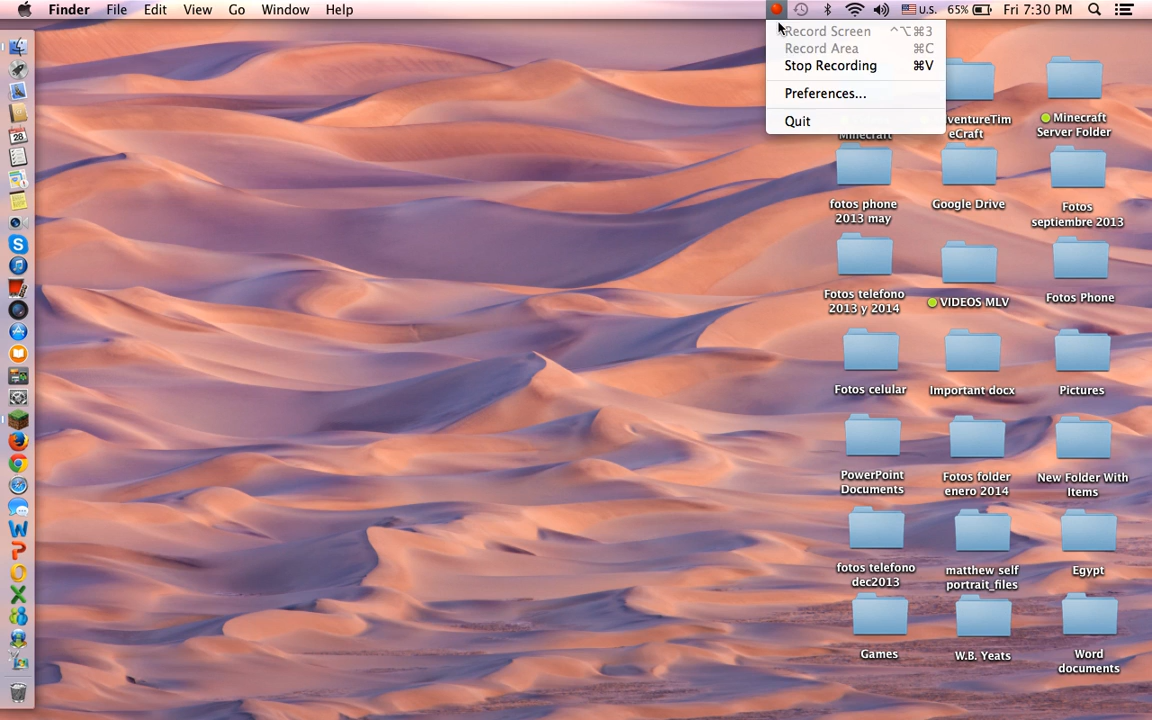 Finder File Edit View Go Window Help
U.S. 65% Fri 7:30 PM
Record Screen ^⌥⌘3
Record Area ⌘C
Stop Recording ⌘V
Preferences...
Quit
Minecraft
ventureTim
eCraft
Minecraft
Server Folder
fotos phone
2013 may
Google Drive
Fotos
septiembre 2013
Fotos telefono
2013 y 2014
VIDEOS MLV
Fotos Phone
Fotos celular
Important docx
Pictures
PowerPoint
Documents
Fotos folder
enero 2014
New Folder With
Items
fotos telefono
dec2013
matthew self
portrait_files
Egypt
Games
W.B. Yeats
Word
documents
28